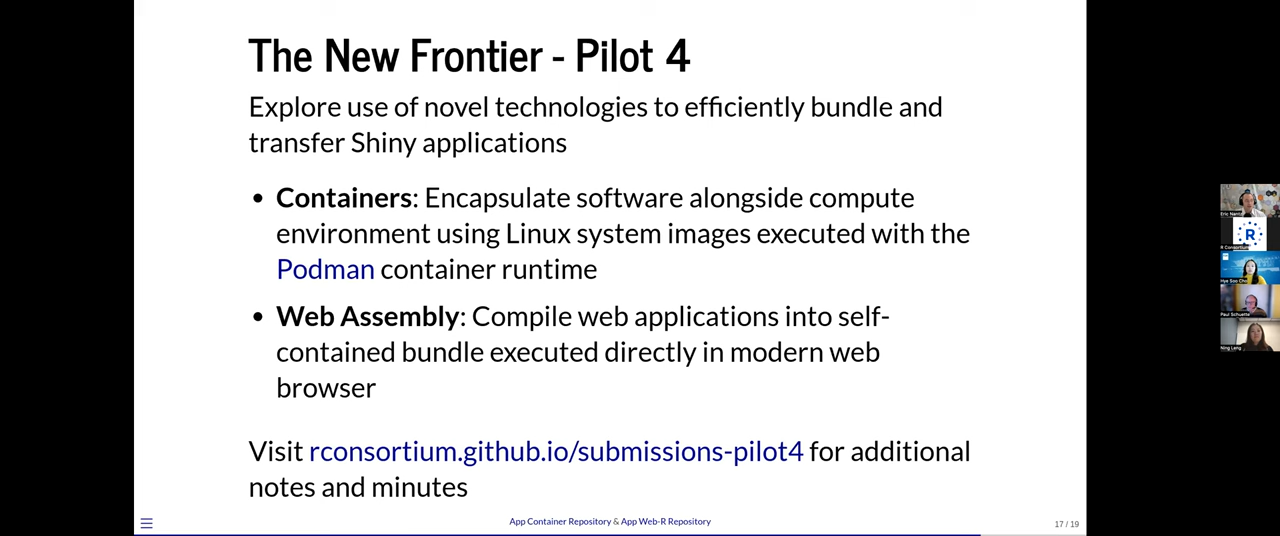 The New Frontier - Pilot 4
Explore use of novel technologies to efficiently bundle and
transfer Shiny applications
• Containers: Encapsulate software alongside compute
environment using Linux system images executed with the
Podman container runtime
• Web Assembly: Compile web applications into self-
contained bundle executed directly in modern web
browser
Visit rconsortium.github.io/submissions-pilot4 for additional
notes and minutes
App Container Repository & App Web-R Repository
17 / 19
R
R Consortium
Paul Schuette